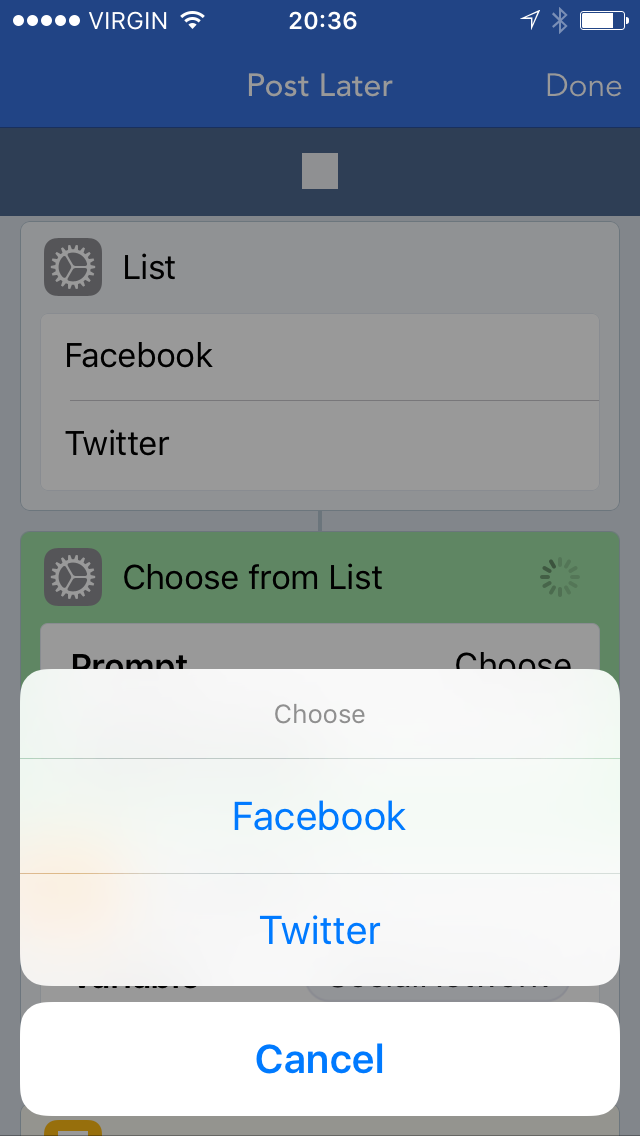 VIRGIN 20:36
Post Later Done
List
Facebook
Twitter
Choose from List
Prompt Choose
Choose
Facebook
Twitter
Variable
Cancel